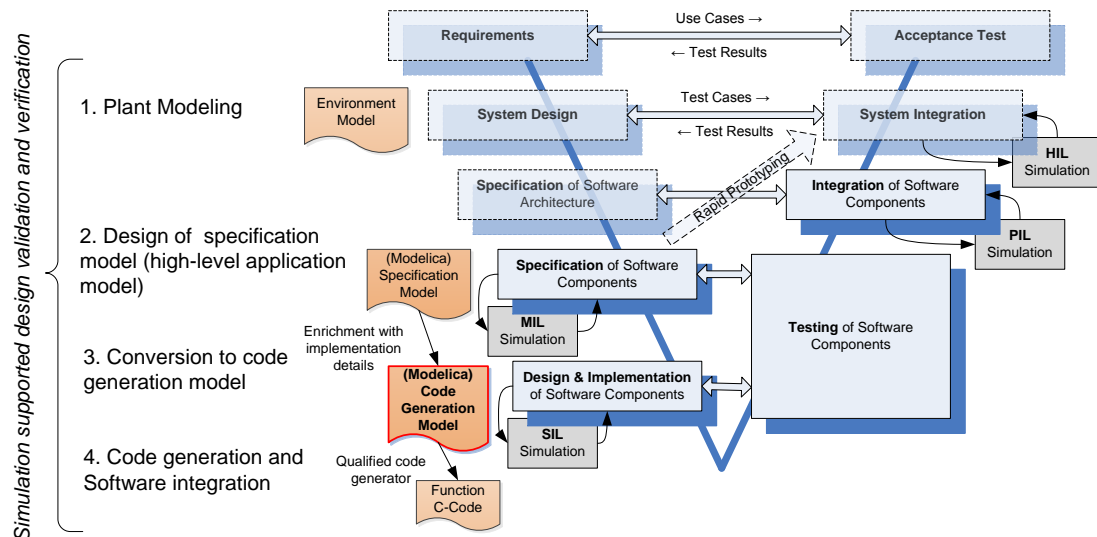 Simulation supported design validation and verification
1. Plant Modeling
2. Design of specification
model (high-level application
model)
3. Conversion to code
generation model
4. Code generation and
Software integration
Environment
Model
(Modelica)
Specification
Model
Enrichment with
implementation
details
(Modelica)
Code
Generation
Model
Qualified code
generator
Function
C-Code
Requirements
Use Cases →
← Test Results
Acceptance Test
System Design
Test Cases →
← Test Results
System Integration
HIL
Simulation
Specification of Software
Architecture
Rapid Prototyping
Integration of Software
Components
PIL
Simulation
Specification of Software
Components
MIL
Simulation
Testing of Software
Components
Design & Implementation
of Software Components
SIL
Simulation